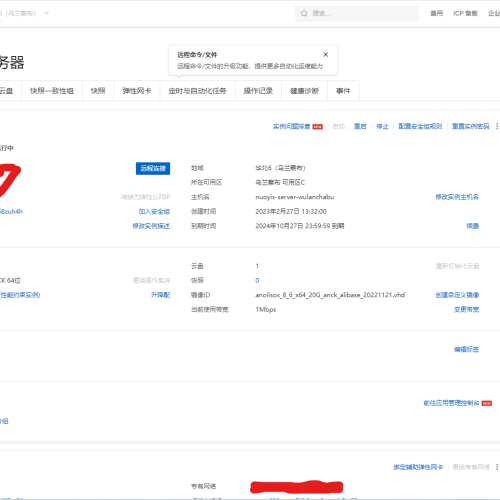 （乌兰察布）
搜索...
费用 ICP 备案 企业
务器
远程命令/文件
远程命令/文件的升级功能，提供更多自动化运维能力
云盘 快照一致性组 快照 弹性网卡 定时与自动化任务 操作记录 健康诊断 事件
实例问题排查 NEW 启动 重启 停止 配置安全组规则 重置实例密码
行中
远程连接 地域 华北6（乌兰察布）
所在可用区 乌兰察布 可用区C
转换为弹性公网IP 主机名 nuoyis-server-wulanchabu 修改实例主机名
i8zuh4h 加入安全组 创建时间 2023年2月27日 13:32:00
修改实例描述 到期时间 2024年10月27日 23:59:59 到期 续费
云盘 1 重新初始化云盘
CK 64位 更换操作系统 快照 0
(性能约束实例) 升降配 镜像ID anolisos_8_6_x64_20G_anck_alibase_20221121.vhd 创建自定义镜像
当前使用带宽 1Mbps 变更带宽
编辑标签
前往应用管理控制台 NEW
分组
绑定辅助弹性网卡 更换专有网络
专有网络